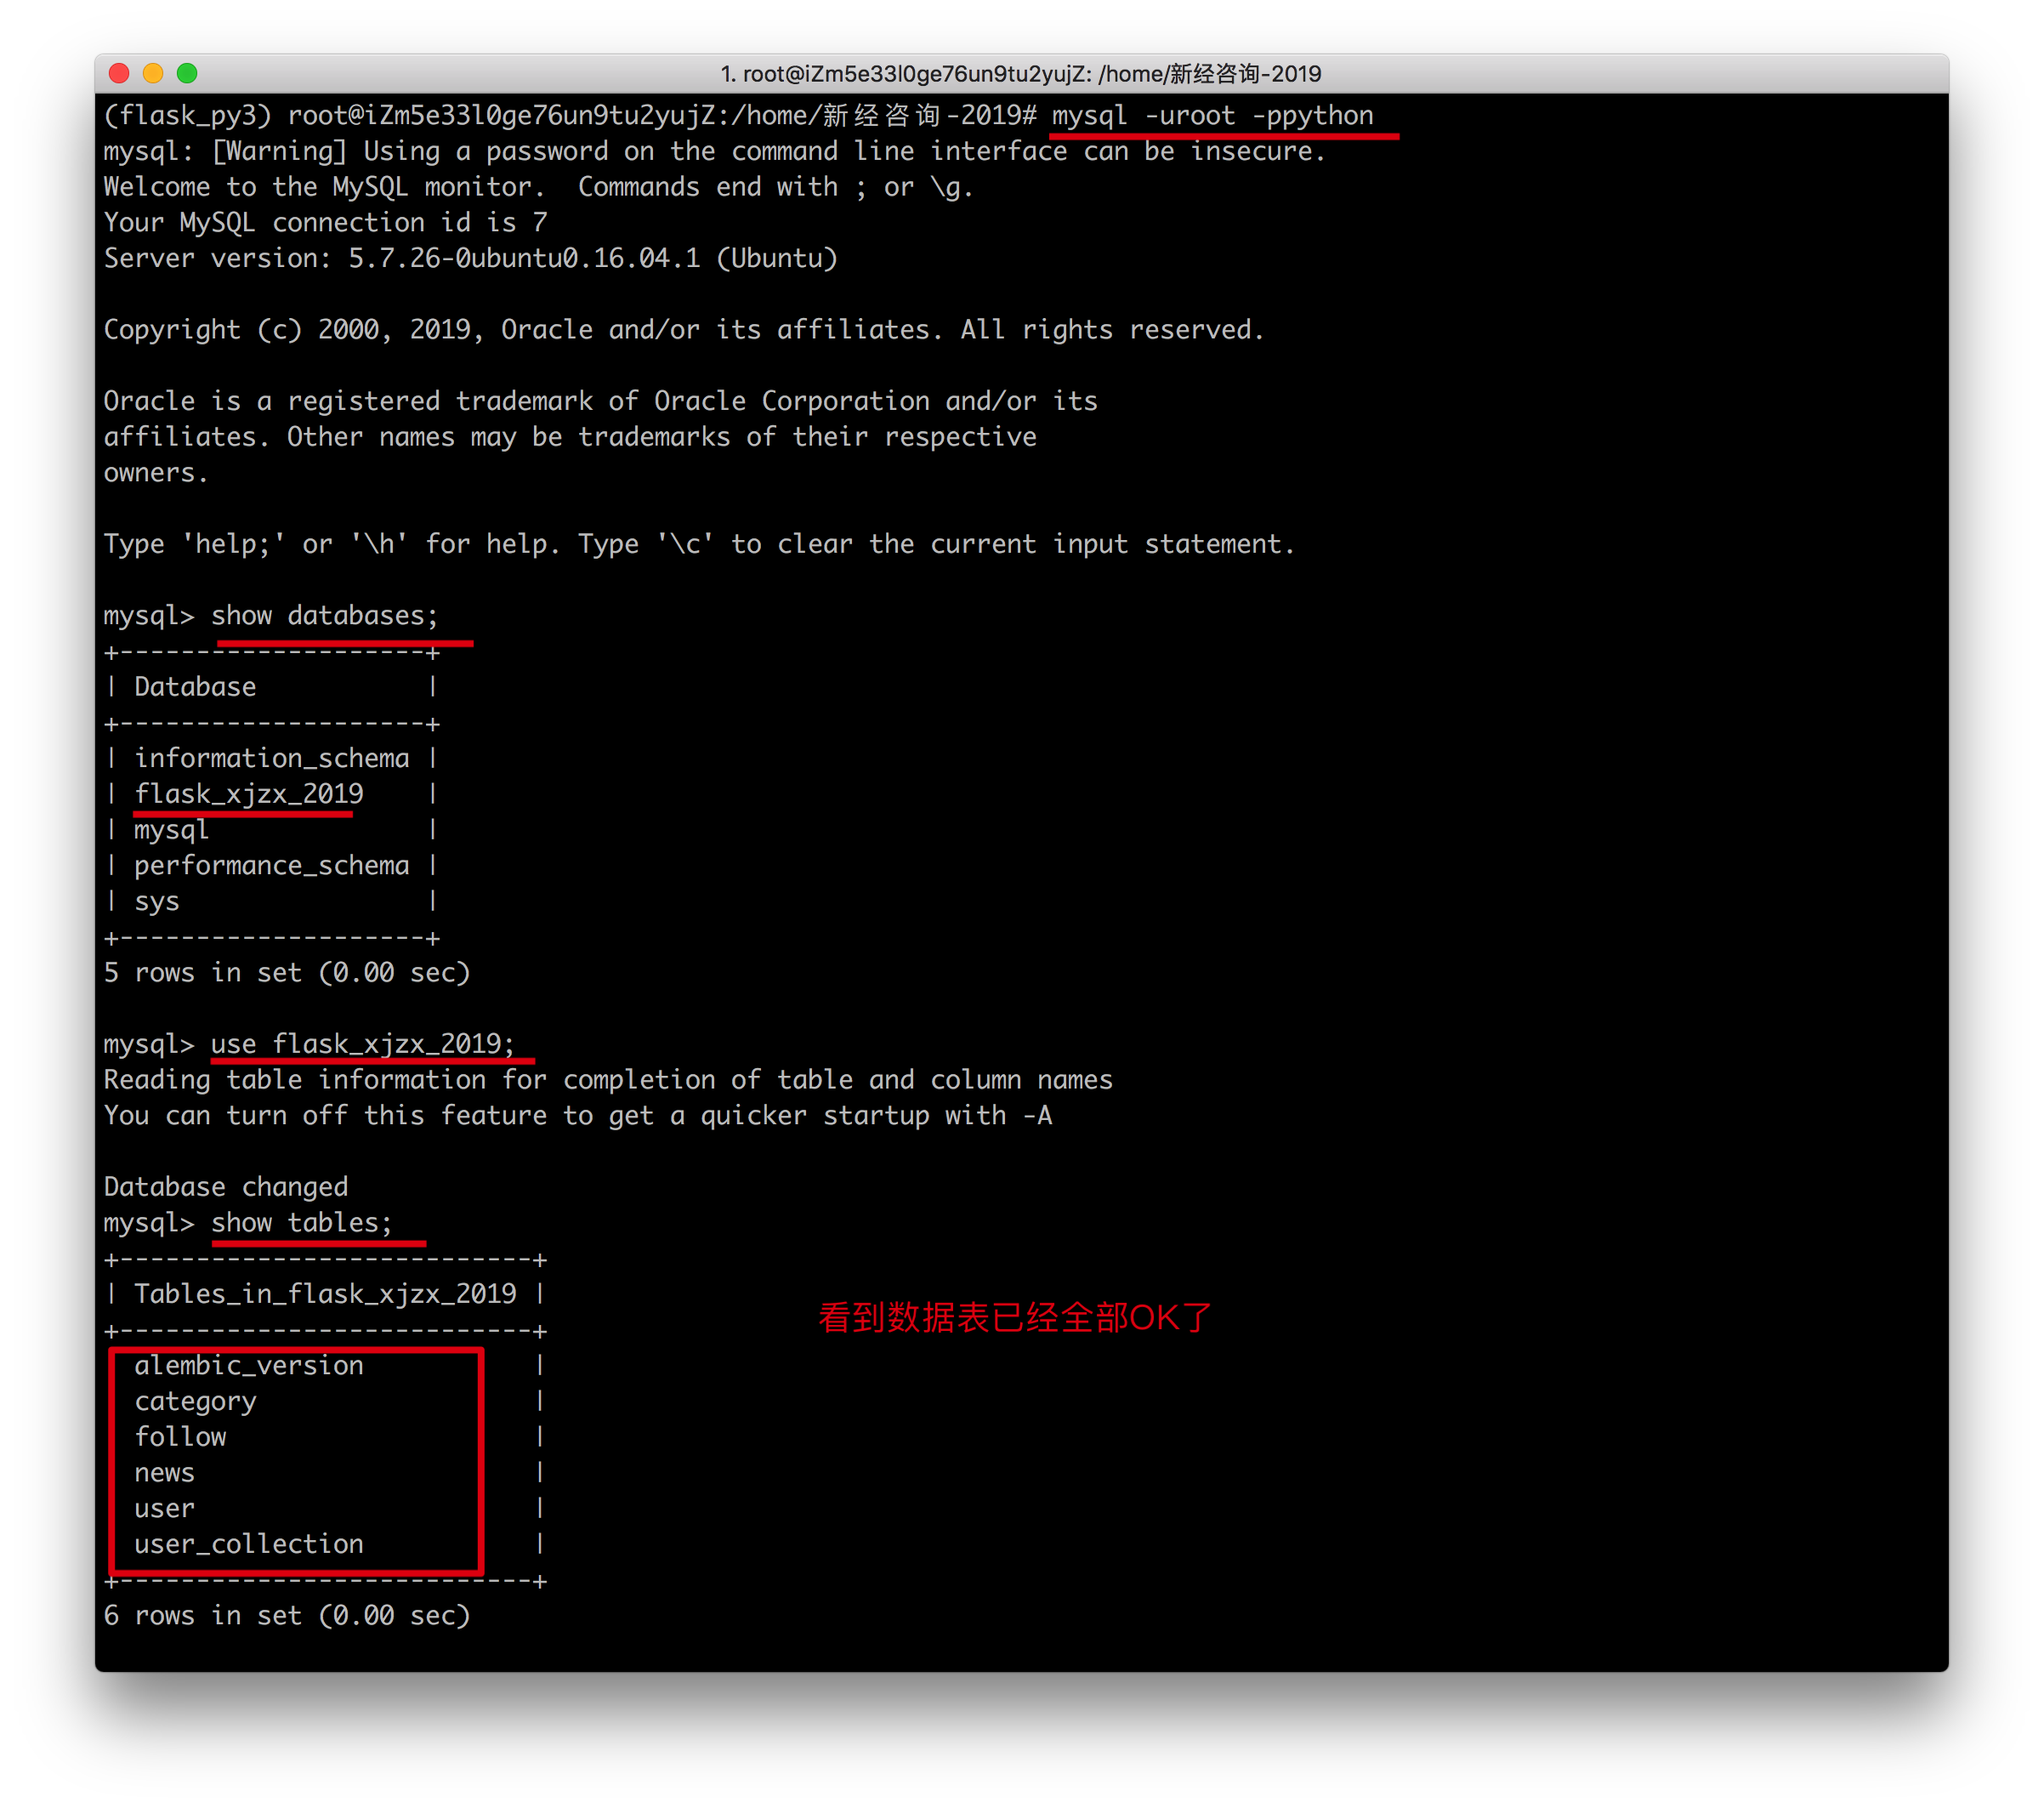 1. root@iZm5e33l0ge76un9tu2yujZ: /home/新经咨询-2019
(flask_py3) root@iZm5e33l0ge76un9tu2yujZ:/home/新经咨询-2019# mysql -uroot -ppython
mysql: [Warning] Using a password on the command line interface can be insecure.
Welcome to the MySQL monitor.  Commands end with ; or \g.
Your MySQL connection id is 7
Server version: 5.7.26-0ubuntu0.16.04.1 (Ubuntu)
Copyright (c) 2000, 2019, Oracle and/or its affiliates. All rights reserved.
Oracle is a registered trademark of Oracle Corporation and/or its
affiliates. Other names may be trademarks of their respective
owners.
Type 'help;' or '\h' for help. Type '\c' to clear the current input statement.
mysql> show databases;
+--------------------+
| Database           |
+--------------------+
| information_schema |
| flask_xjzx_2019    |
| mysql              |
| performance_schema |
| sys                |
+--------------------+
5 rows in set (0.00 sec)
mysql> use flask_xjzx_2019;
Reading table information for completion of table and column names
You can turn off this feature to get a quicker startup with -A
Database changed
mysql> show tables;
+---------------------------+
| Tables_in_flask_xjzx_2019 |
看到数据表已经全部OK了
+---------------------------+
alembic_version           |
category                  |
follow                    |
news                      |
user                      |
user_collection           |
+---------------------------+
6 rows in set (0.00 sec)